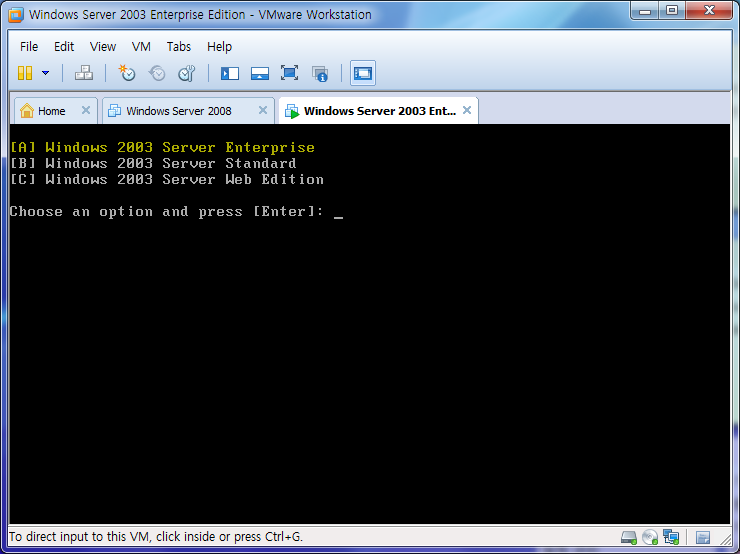 Windows Server 2003 Enterprise Edition - VMware Workstation
File Edit View VM Tabs Help
Home Windows Server 2008 Windows Server 2003 Ent...
[A] Windows 2003 Server Enterprise
[B] Windows 2003 Server Standard
[C] Windows 2003 Server Web Edition
Choose an option and press [Enter]: _
To direct input to this VM, click inside or press Ctrl+G.